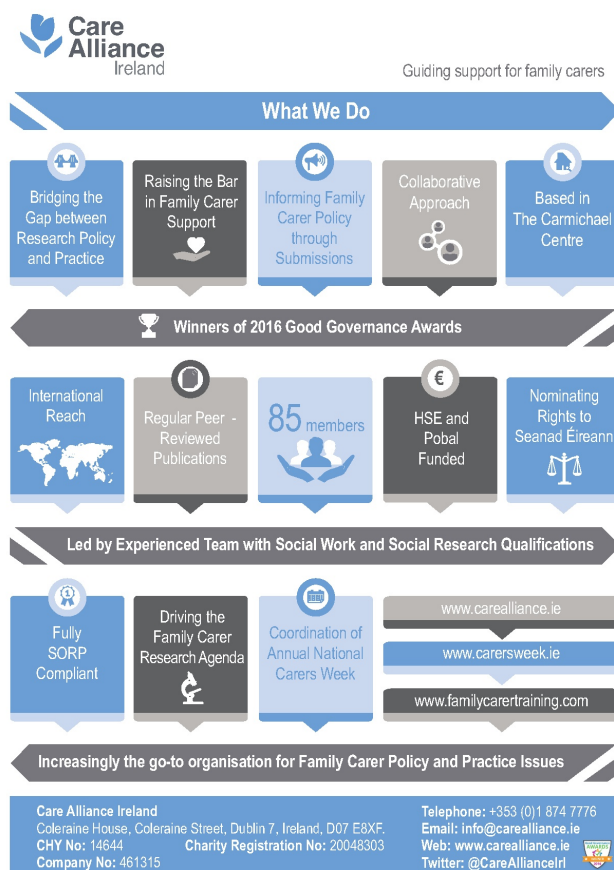 Care
Alliance
Ireland
Guiding support for family carers
What We Do
Bridging the
Gap between
Research Policy
and Practice
Raising the Bar
in Family Carer
Support
Informing Family
Carer Policy
through
Submissions
Collaborative
Approach
Based in
The Carmichael
Centre
Winners of 2016 Good Governance Awards
International
Reach
Regular Peer -
Reviewed
Publications
85 members
€
HSE and
Pobal
Funded
Nominating
Rights to
Seanad Éireann
Led by Experienced Team with Social Work and Social Research Qualifications
1
Fully
SORP
Compliant
Driving the
Family Carer
Research Agenda
Coordination of
Annual National
Carers Week
www.carealliance.ie
www.carersweek.ie
www.familycarertraining.com
Increasingly the go-to organisation for Family Carer Policy and Practice Issues
Care Alliance Ireland
Coleraine House, Coleraine Street, Dublin 7, Ireland, D07 E8XF.
CHY No: 14644 Charity Registration No: 20048303
Company No: 461315
Telephone: +353 (0)1 874 7776
Email: info@carealliance.ie
Web: www.carealliance.ie
Twitter: @CareAllianceIrl
AWARDS